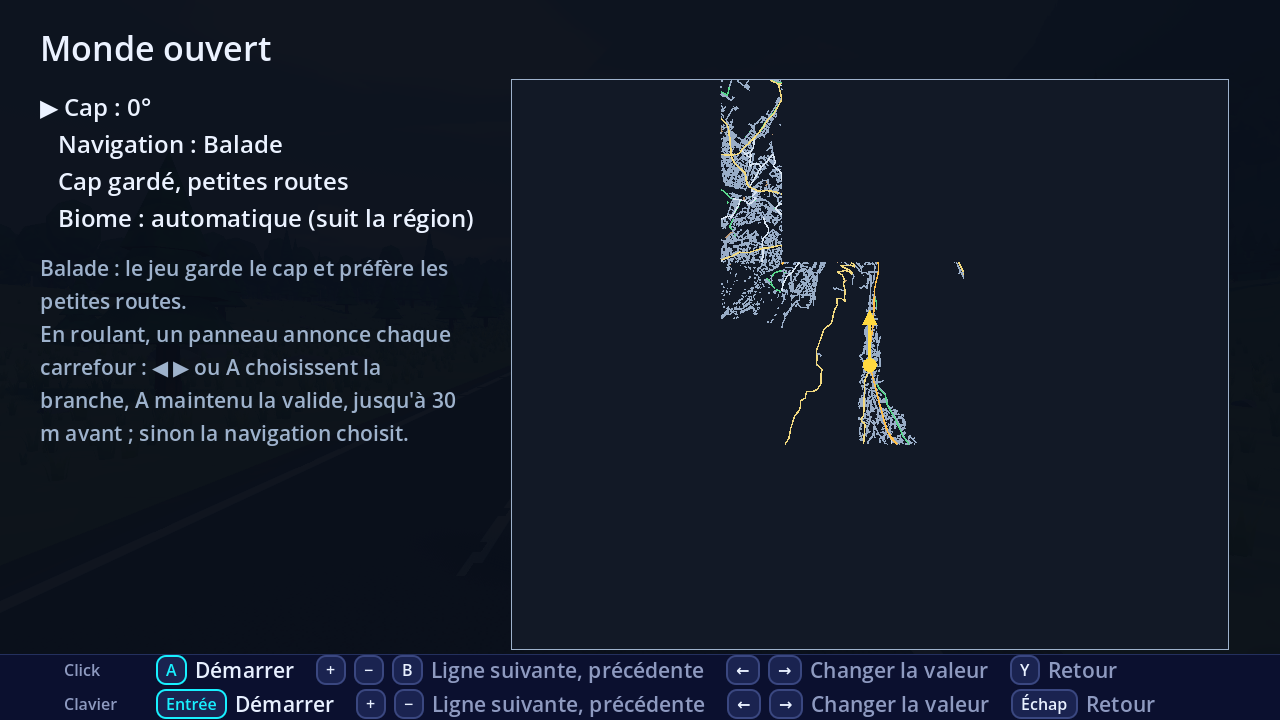 Monde ouvert
▶ Cap : 0°
Navigation : Balade
Cap gardé, petites routes
Biome : automatique (suit la région)
Balade : le jeu garde le cap et préfère les
petites routes.
En roulant, un panneau annonce chaque
carrefour : ◀ ▶ ou A choisissent la
branche, A maintenu la valide, jusqu'à 30
m avant ; sinon la navigation choisit.
Click A Démarrer + − B Ligne suivante, précédente ← → Changer la valeur Y Retour
Clavier Entrée Démarrer + − Ligne suivante, précédente ← → Changer la valeur Échap Retour